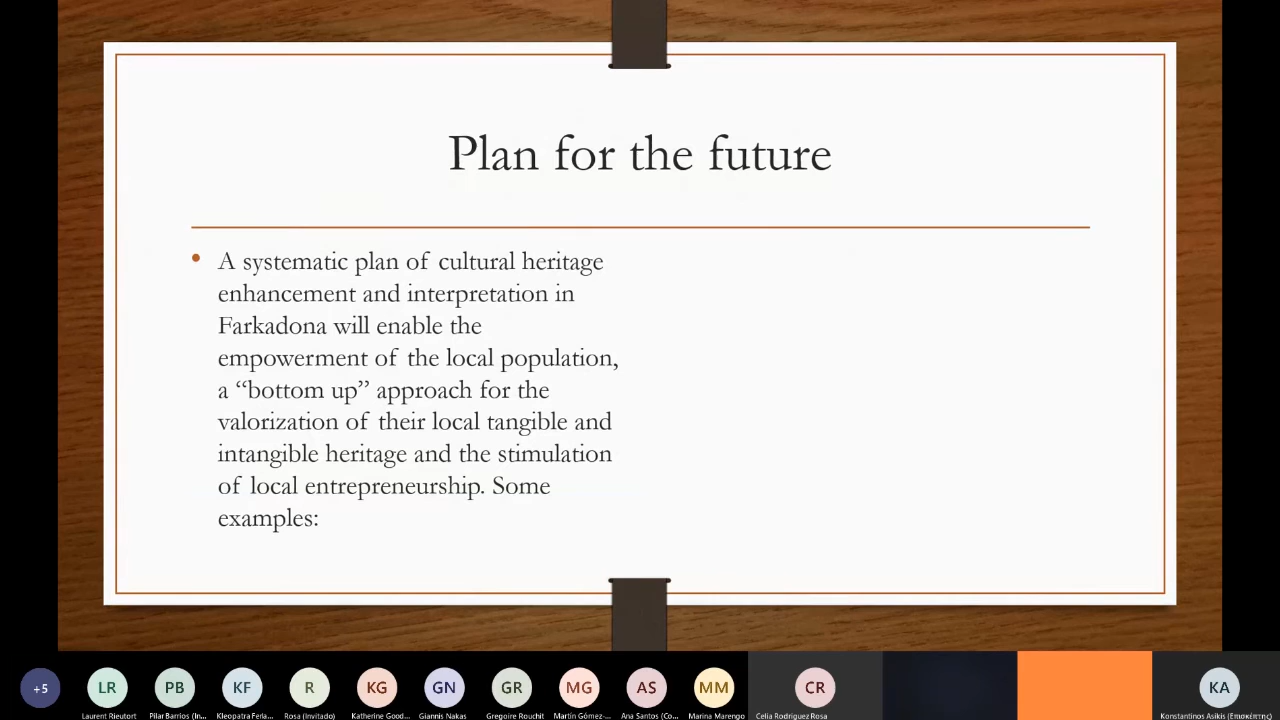 Plan for the future
• A systematic plan of cultural heritage
enhancement and interpretation in
Farkadona will enable the
empowerment of the local population,
a “bottom up” approach for the
valorization of their local tangible and
intangible heritage and the stimulation
of local entrepreneurship. Some
examples:
+5 LR PB KF R KG GN GR MG AS MM CR KA
Laurent Rieutort Pilar Barrios (In... Kleopatra Ferla... Rosa (Invitado) Katherine Good... Giannis Nakas Gregoire Rouchit Martín Gómez-... Ana Santos (Co... Marina Marengo Celia Rodriguez Rosa Konstantinos Asikis (Επισκέπτης)